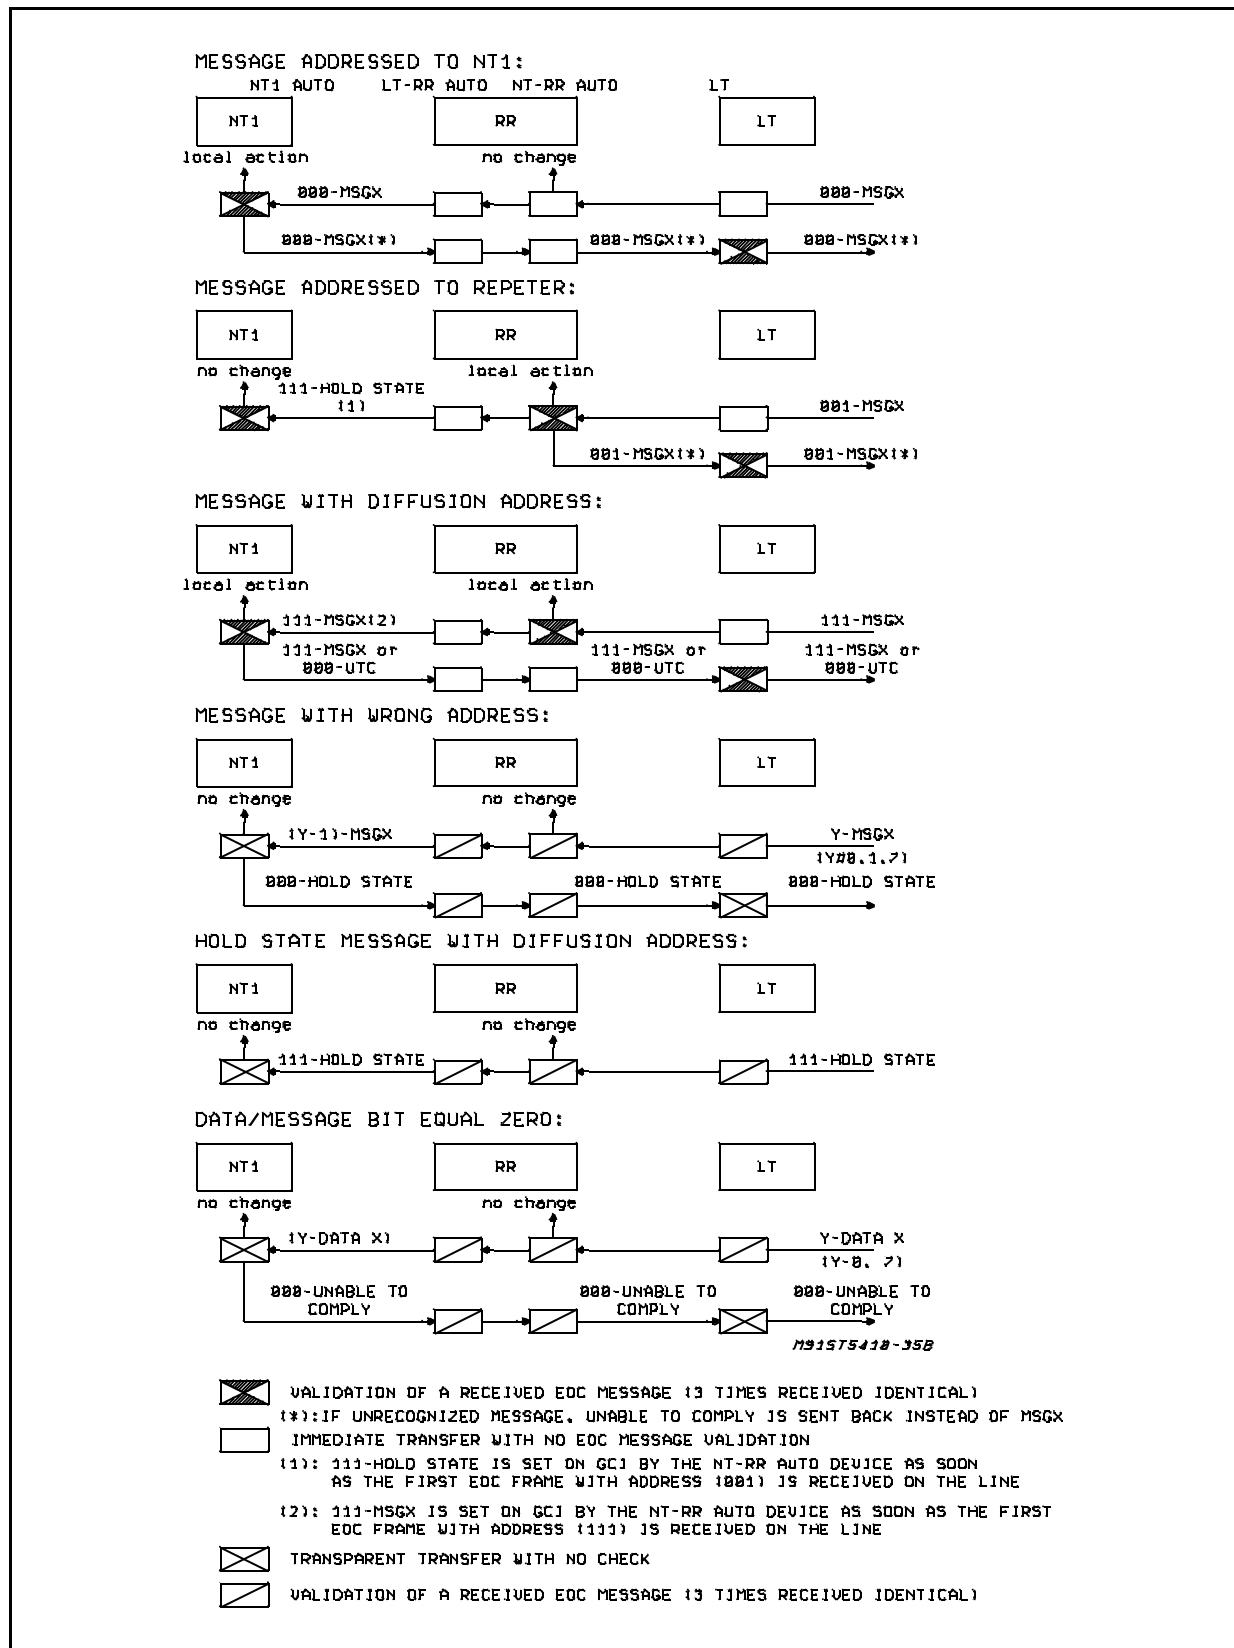 MESSAGE ADDRESSED TO NT1:
NT1 AUTO LT-RR AUTO NT-RR AUTO LT
NT1 RR LT
local action no change
000-MSGX 000-MSGX
000-MSGX(*) 000-MSGX(*) 000-MSGX(*)
MESSAGE ADDRESSED TO REPETER:
NT1 RR LT
no change local action
111-HOLD STATE
(1) 001-MSGX
001-MSGX(*) 001-MSGX(*)
MESSAGE WITH DIFFUSION ADDRESS:
NT1 RR LT
local action local action
111-MSGX(2) 111-MSGX
111-MSGX or 111-MSGX or 111-MSGX or
000-UTC 000-UTC 000-UTC
MESSAGE WITH WRONG ADDRESS:
NT1 RR LT
no change no change
(Y-1)-MSGX Y-MSGX
(Y#0.1.7)
000-HOLD STATE 000-HOLD STATE 000-HOLD STATE
HOLD STATE MESSAGE WITH DIFFUSION ADDRESS:
NT1 RR LT
no change no change
111-HOLD STATE 111-HOLD STATE
DATA/MESSAGE BIT EQUAL ZERO:
NT1 RR LT
no change no change
(Y-DATA X) Y-DATA X
(Y-0. 7)
000-UNABLE TO 000-UNABLE TO 000-UNABLE TO
COMPLY COMPLY COMPLY
M91ST5410-35B
VALIDATION OF A RECEIVED EOC MESSAGE (3 TIMES RECEIVED IDENTICAL)
(*):IF UNRECOGNIZED MESSAGE. UNABLE TO COMPLY IS SENT BACK INSTEAD OF MSGX
IMMEDIATE TRANSFER WITH NO EOC MESSAGE VALIDATION
(1): 111-HOLD STATE IS SET ON GCI BY THE NT-RR AUTO DEVICE AS SOON
AS THE FIRST EOC FRAME WITH ADDRESS (001) IS RECEIVED ON THE LINE
(2): 111-MSGX IS SET ON GCI BY THE NT-RR AUTO DEVICE AS SOON AS THE FIRST
EOC FRAME WITH ADDRESS (111) IS RECEIVED ON THE LINE
TRANSPARENT TRANSFER WITH NO CHECK
VALIDATION OF A RECEIVED EOC MESSAGE (3 TIMES RECEIVED IDENTICAL)